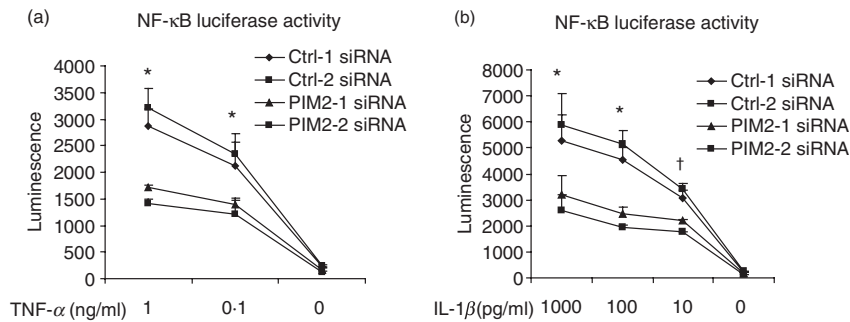 (a)
NF-κB luciferase activity
Luminescence
4000
3500
3000
2500
2000
1500
1000
500
0
*
*
Ctrl-1 siRNA
Ctrl-2 siRNA
PIM2-1 siRNA
PIM2-2 siRNA
TNF-α (ng/ml) 1 0·1 0
(b)
NF-κB luciferase activity
Luminescence
8000
7000
6000
5000
4000
3000
2000
1000
0
*
*
†
Ctrl-1 siRNA
Ctrl-2 siRNA
PIM2-1 siRNA
PIM2-2 siRNA
IL-1β(pg/ml) 1000 100 10 0